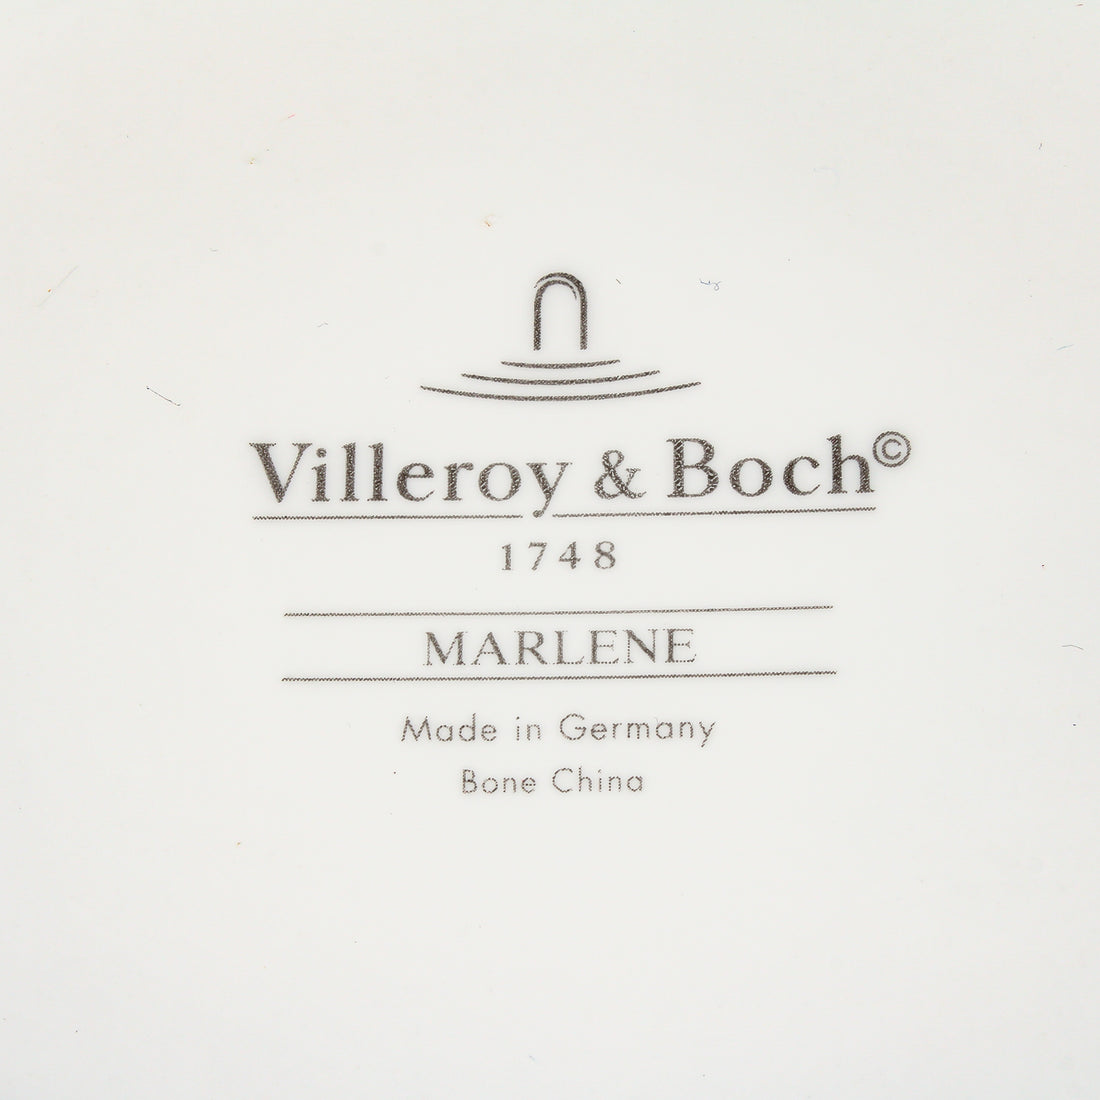 Villeroy & Boch©
1748
MARLENE
Made in Germany
Bone China